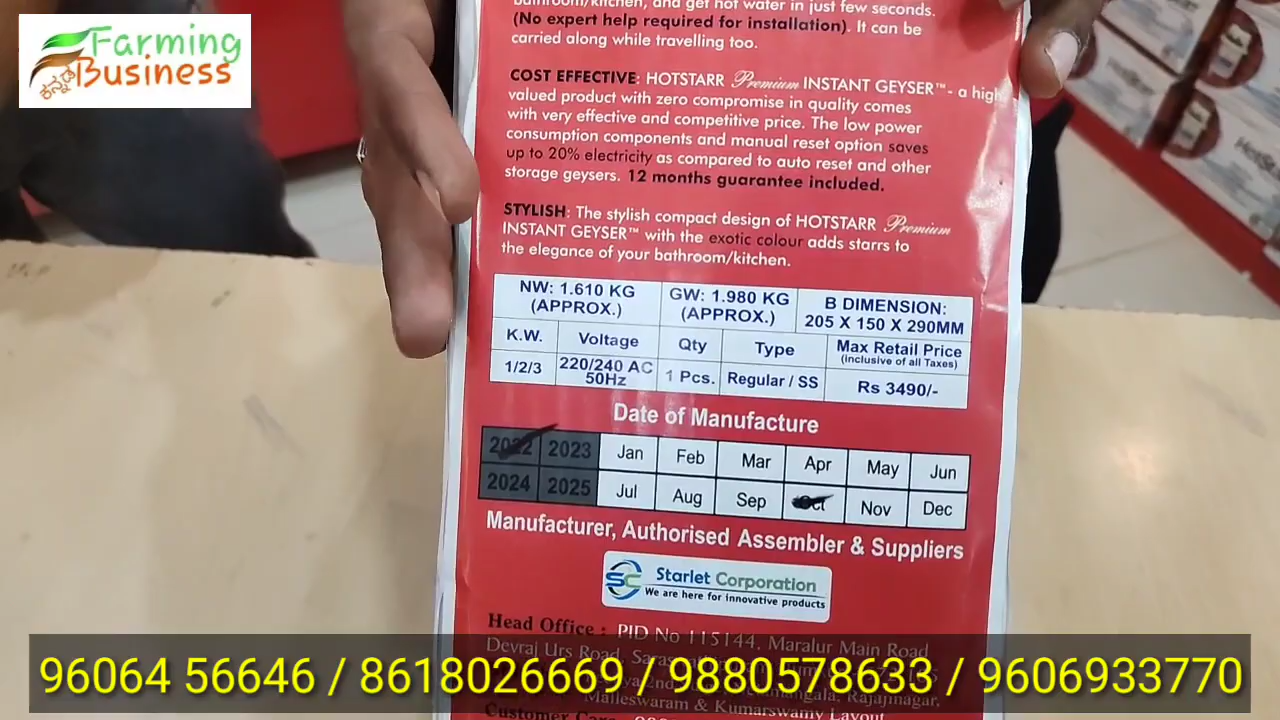 Farming
Business
ಕನ್ನಡ
bathroom/kitchen, and get hot water in just few seconds.
(No expert help required for installation). It can be
carried along while travelling too.
COST EFFECTIVE: HOTSTARR Premium INSTANT GEYSER™ - a high
valued product with zero compromise in quality comes
with very effective and competitive price. The low power
consumption components and manual reset option saves
up to 20% electricity as compared to auto reset and other
storage geysers. 12 months guarantee included.
STYLISH: The stylish compact design of HOTSTARR Premium
INSTANT GEYSER™ with the exotic colour adds starrs to
the elegance of your bathroom/kitchen.
NW: 1.610 KG (APPROX.) GW: 1.980 KG (APPROX.) B DIMENSION: 205 X 150 X 290MM
K.W. Voltage Qty Type Max Retail Price (inclusive of all Taxes)
1/2/3 220/240 AC 50Hz 1 Pcs. Regular / SS Rs 3490/-
Date of Manufacture
2022 2023 Jan Feb Mar Apr May Jun
2024 2025 Jul Aug Sep Oct Nov Dec
Manufacturer, Authorised Assembler & Suppliers
SC Starlet Corporation
We are here for innovative products
Head Office : PID No 115144, Maralur Main Road
Devraj Urs Road,
Rajajinagar,
Malleswaram & Kumarswamy Layout
Customer Care
96064 56646 / 8618026669 / 9880578633 / 9606933770